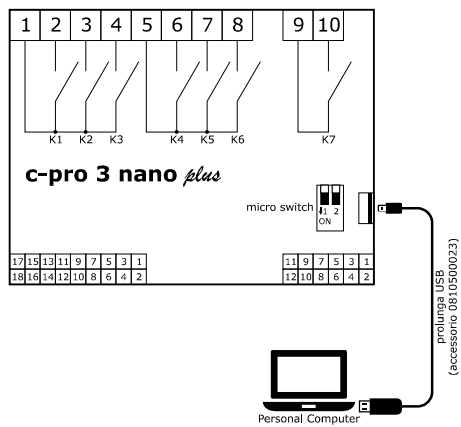 1 2 3 4 5 6 7 8 9 10
K1 K2 K3 K4 K5 K6 K7
c-pro 3 nano plus
micro switch
1 2
ON
17 15 13 11 9 7 5 3 1
18 16 14 12 10 8 6 4 2
11 9 7 5 3 1
12 10 8 6 4 2
prolunga USB
(accessorio 0810500023)
Personal Computer